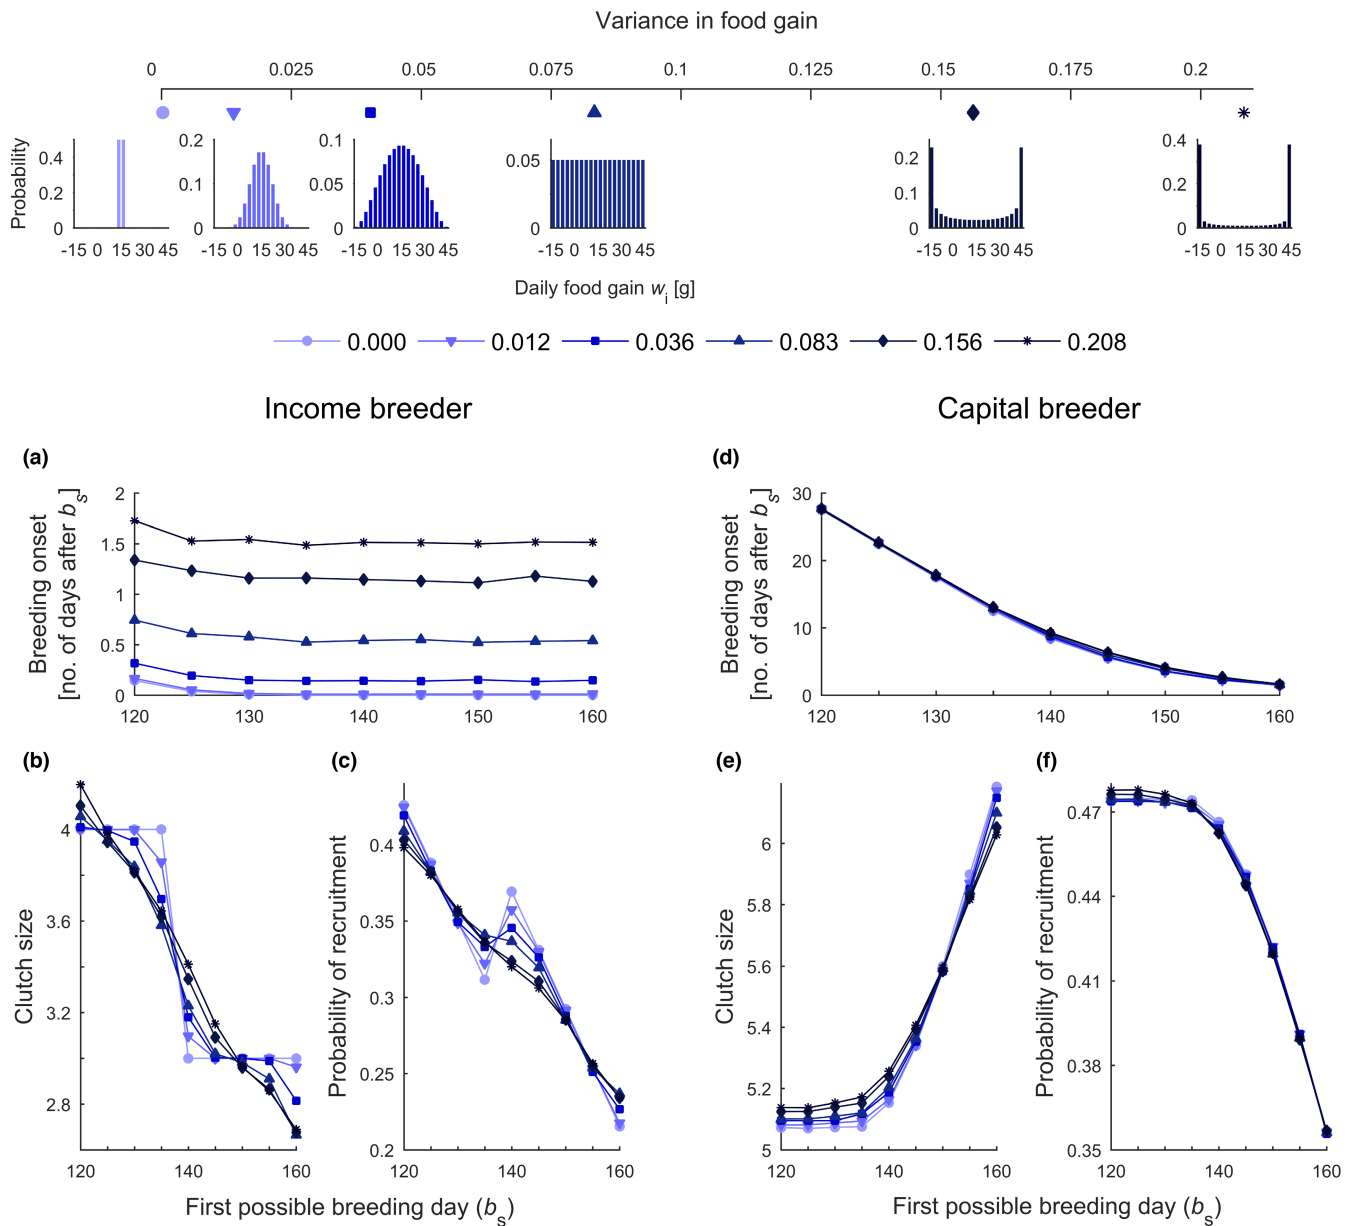 Variance in food gain
0 0.025 0.05 0.075 0.1 0.125 0.15 0.175 0.2
Probability
0.4
0.2
0
-15 0 15 30 45
0.2
0.1
0
-15 0 15 30 45
0.1
0.05
0
-15 0 15 30 45
0.05
0
-15 0 15 30 45
0.2
0.1
0
-15 0 15 30 45
0.4
0.2
0
-15 0 15 30 45
Daily food gain wi [g]
0.000 0.012 0.036 0.083 0.156 0.208
Income breeder
Capital breeder
(a)
Breeding onset
[no. of days after bs]
2
1.5
1
0.5
0
120 130 140 150 160
(d)
Breeding onset
[no. of days after bs]
30
20
10
0
120 130 140 150 160
(b)
Clutch size
4
3.6
3.2
2.8
120 140 160
(c)
Probability of recruitment
0.4
0.35
0.3
0.25
0.2
120 140 160
First possible breeding day (bs)
(e)
Clutch size
6
5.8
5.6
5.4
5.2
5
120 140 160
(f)
Probability of recruitment
0.47
0.44
0.41
0.38
0.35
120 140 160
First possible breeding day (bs)